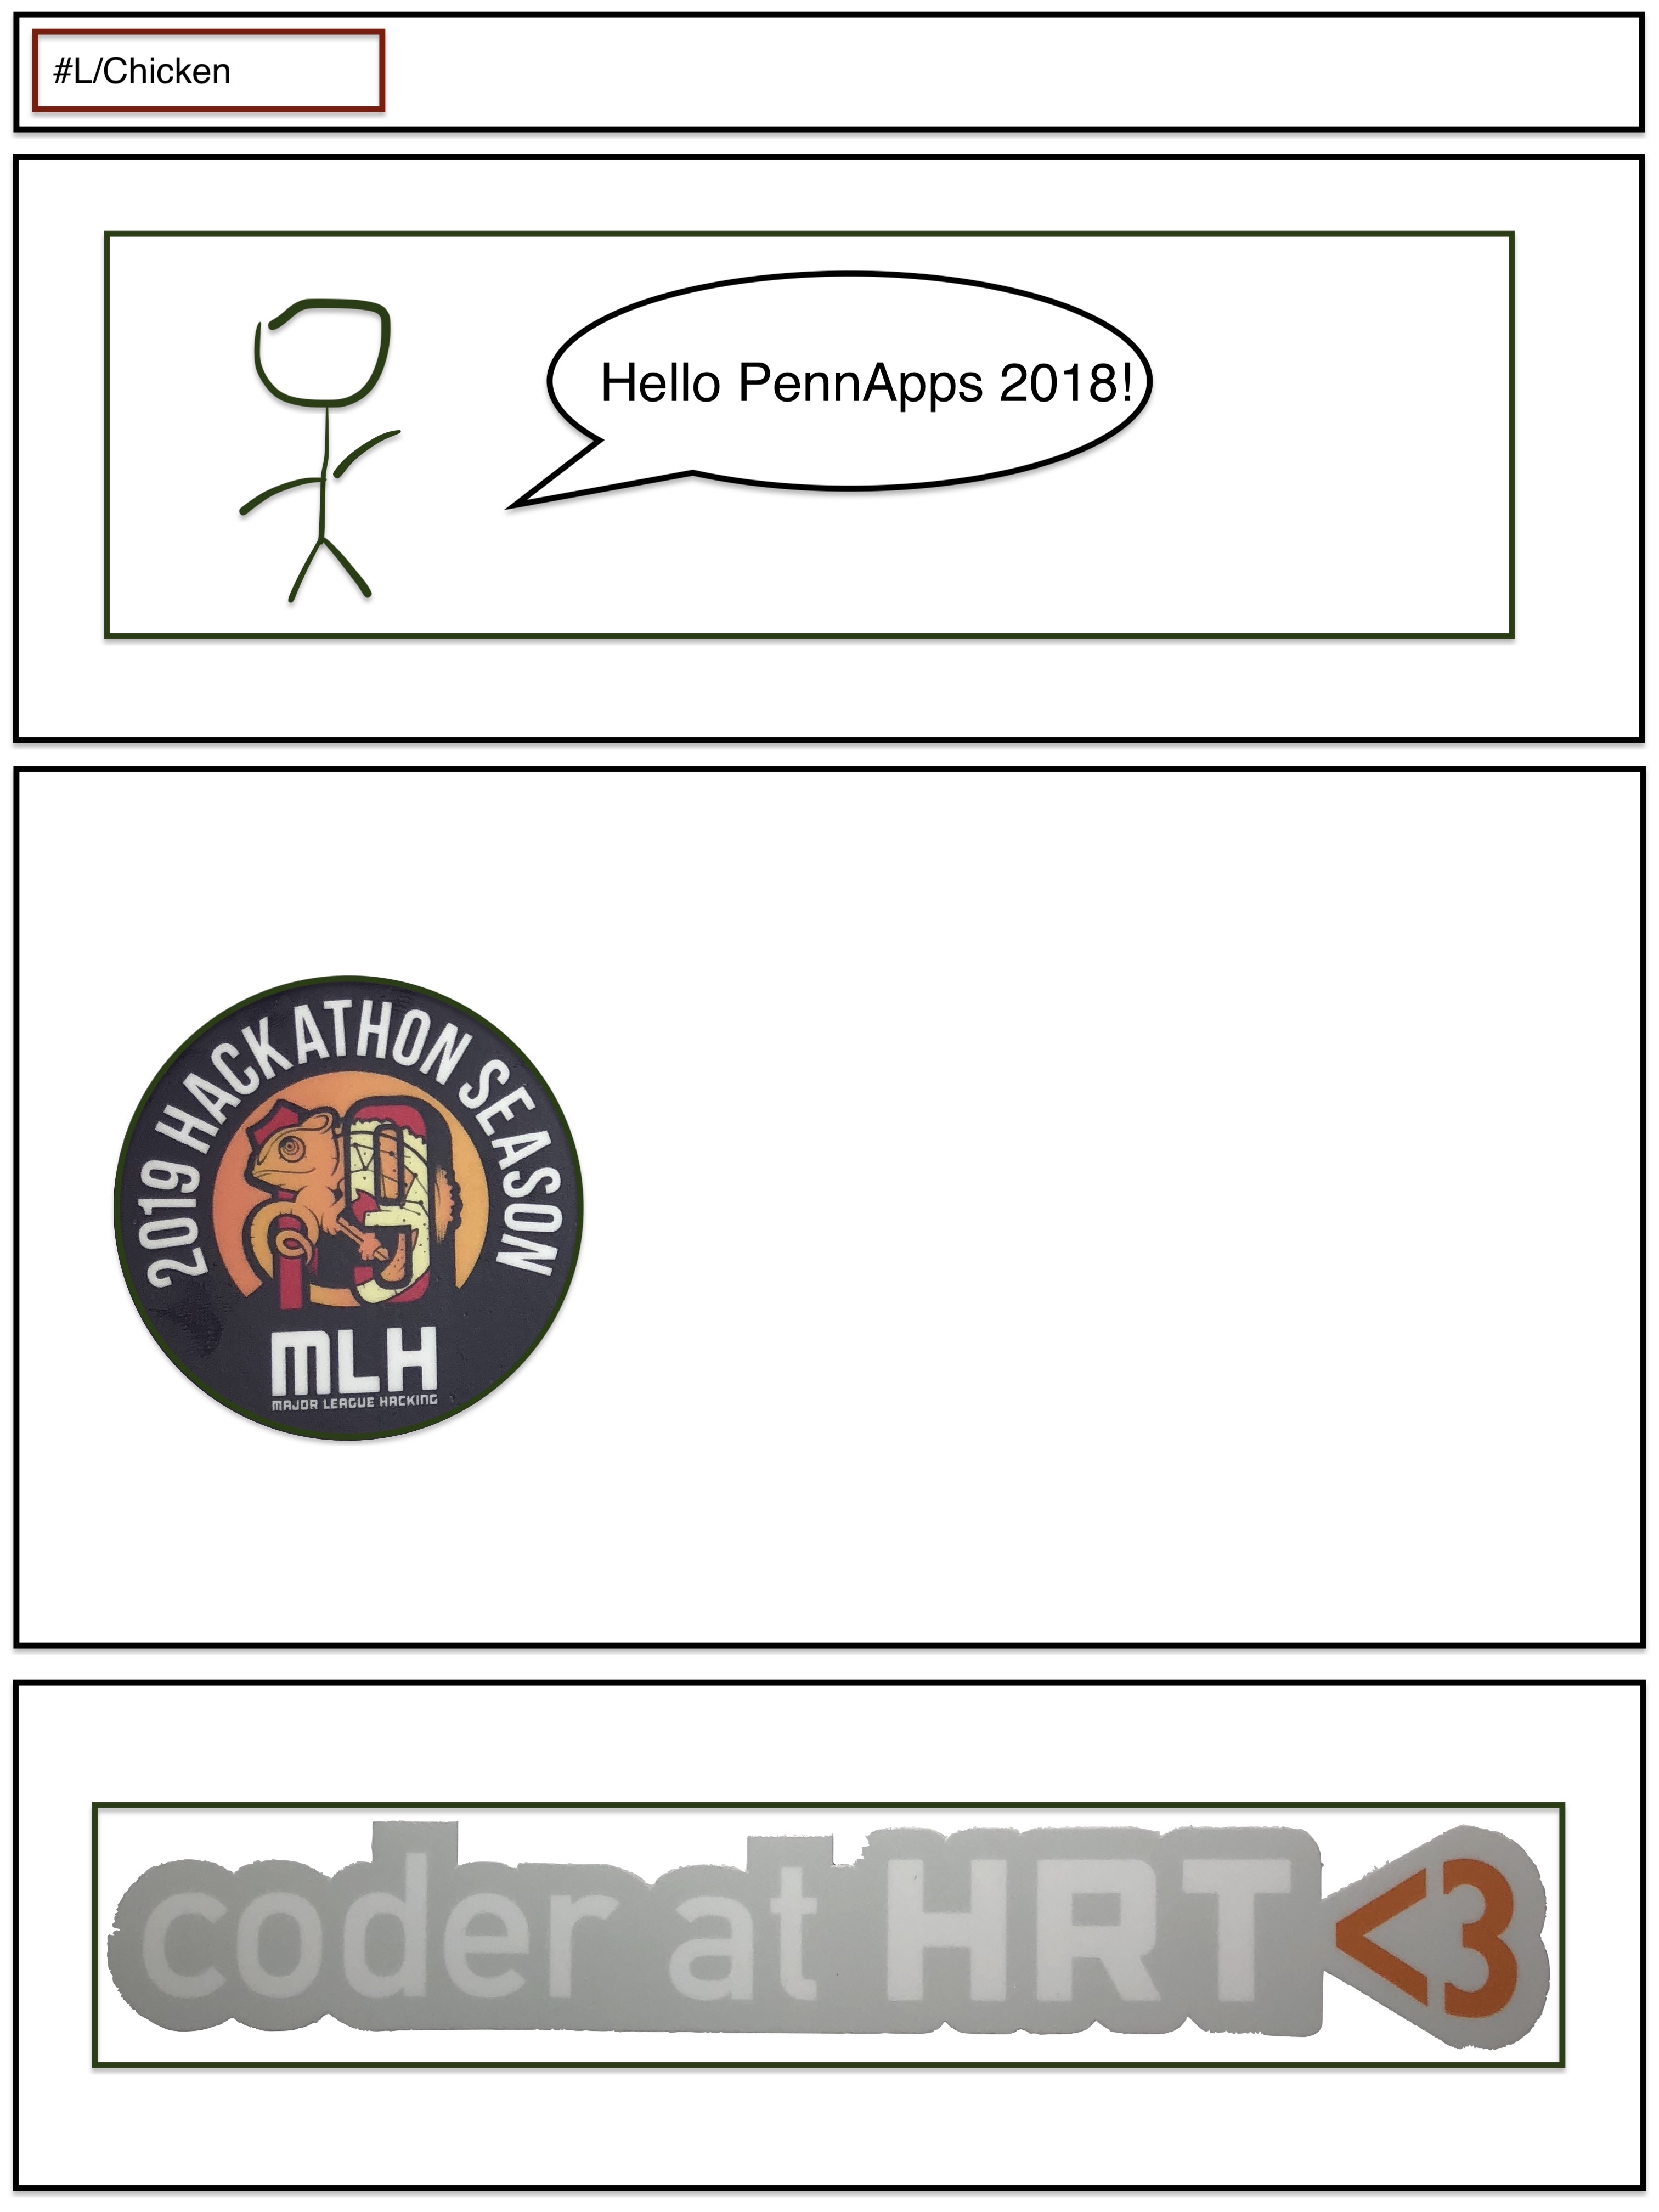 #L/Chicken
Hello PennApps 2018!
2019 HACKATHON SEASON
MLH
MAJOR LEAGUE HACKING
coder at HRT <3